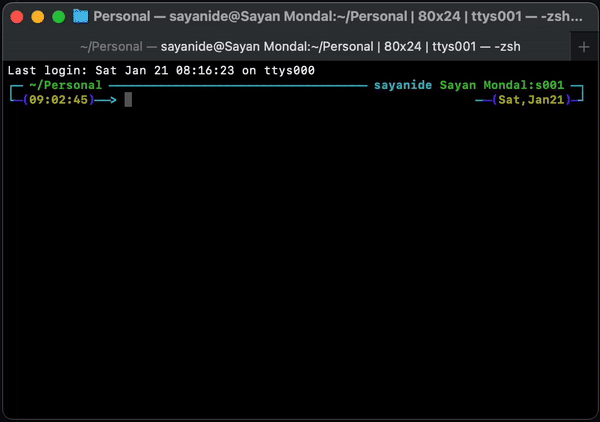 Personal — sayanide@Sayan Mondal:~/Personal | 80x24 | ttys001 — -zsh...
~/Personal — sayanide@Sayan Mondal:~/Personal | 80x24 | ttys001 — -zsh
Last login: Sat Jan 21 08:16:23 on ttys000
~/Personal sayanide Sayan Mondal:s001
(09:02:45)——> —(Sat,Jan21)—